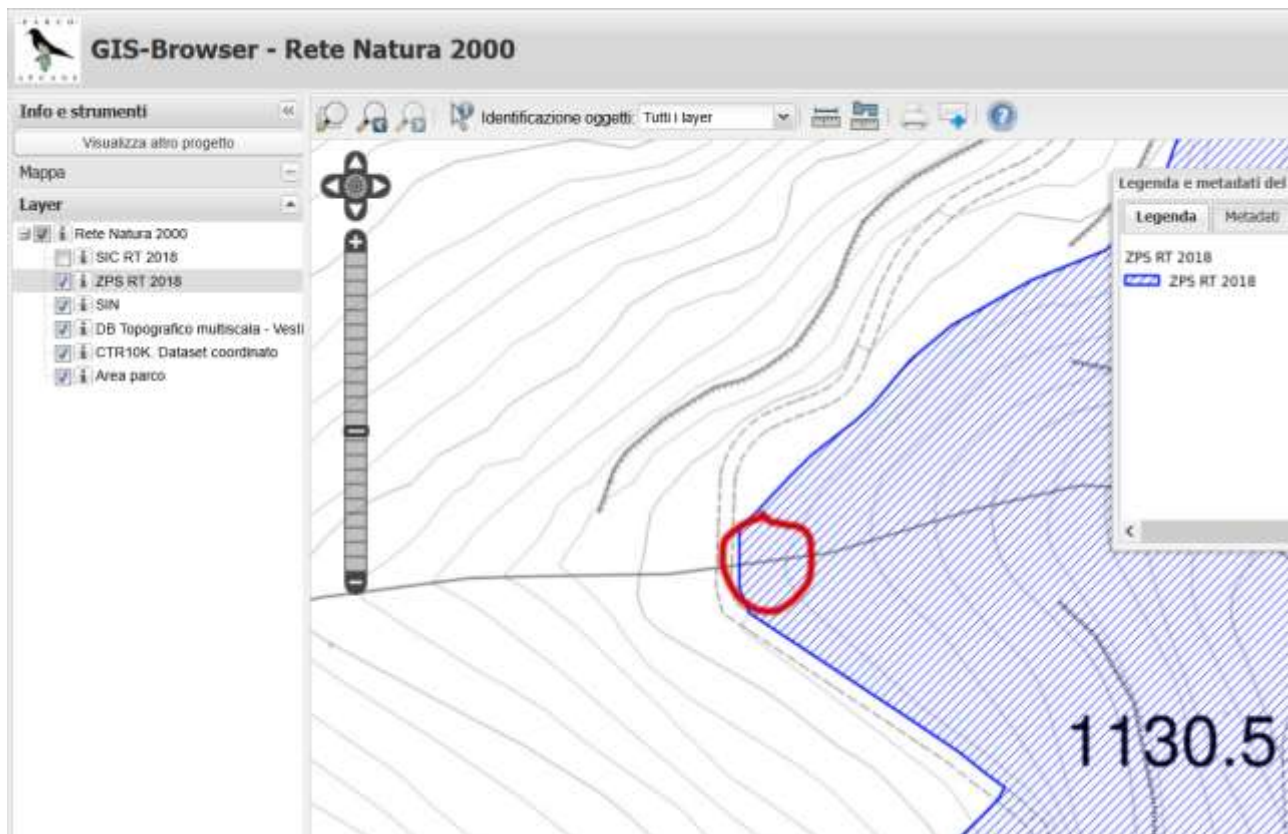 GIS-Browser - Rete Natura 2000
Info e strumenti
Visualizza altro progetto
Mappa
Layer
Rete Natura 2000
SIC RT 2018
ZPS RT 2018
SIN
DB Topografico multiscala - Vesti
CTR10K. Dataset coordinato
Area parco
Identificazione oggetti: Tutti i layer
Legenda e metadati del
Legenda Metadati
ZPS RT 2018
ZPS RT 2018
1130.5